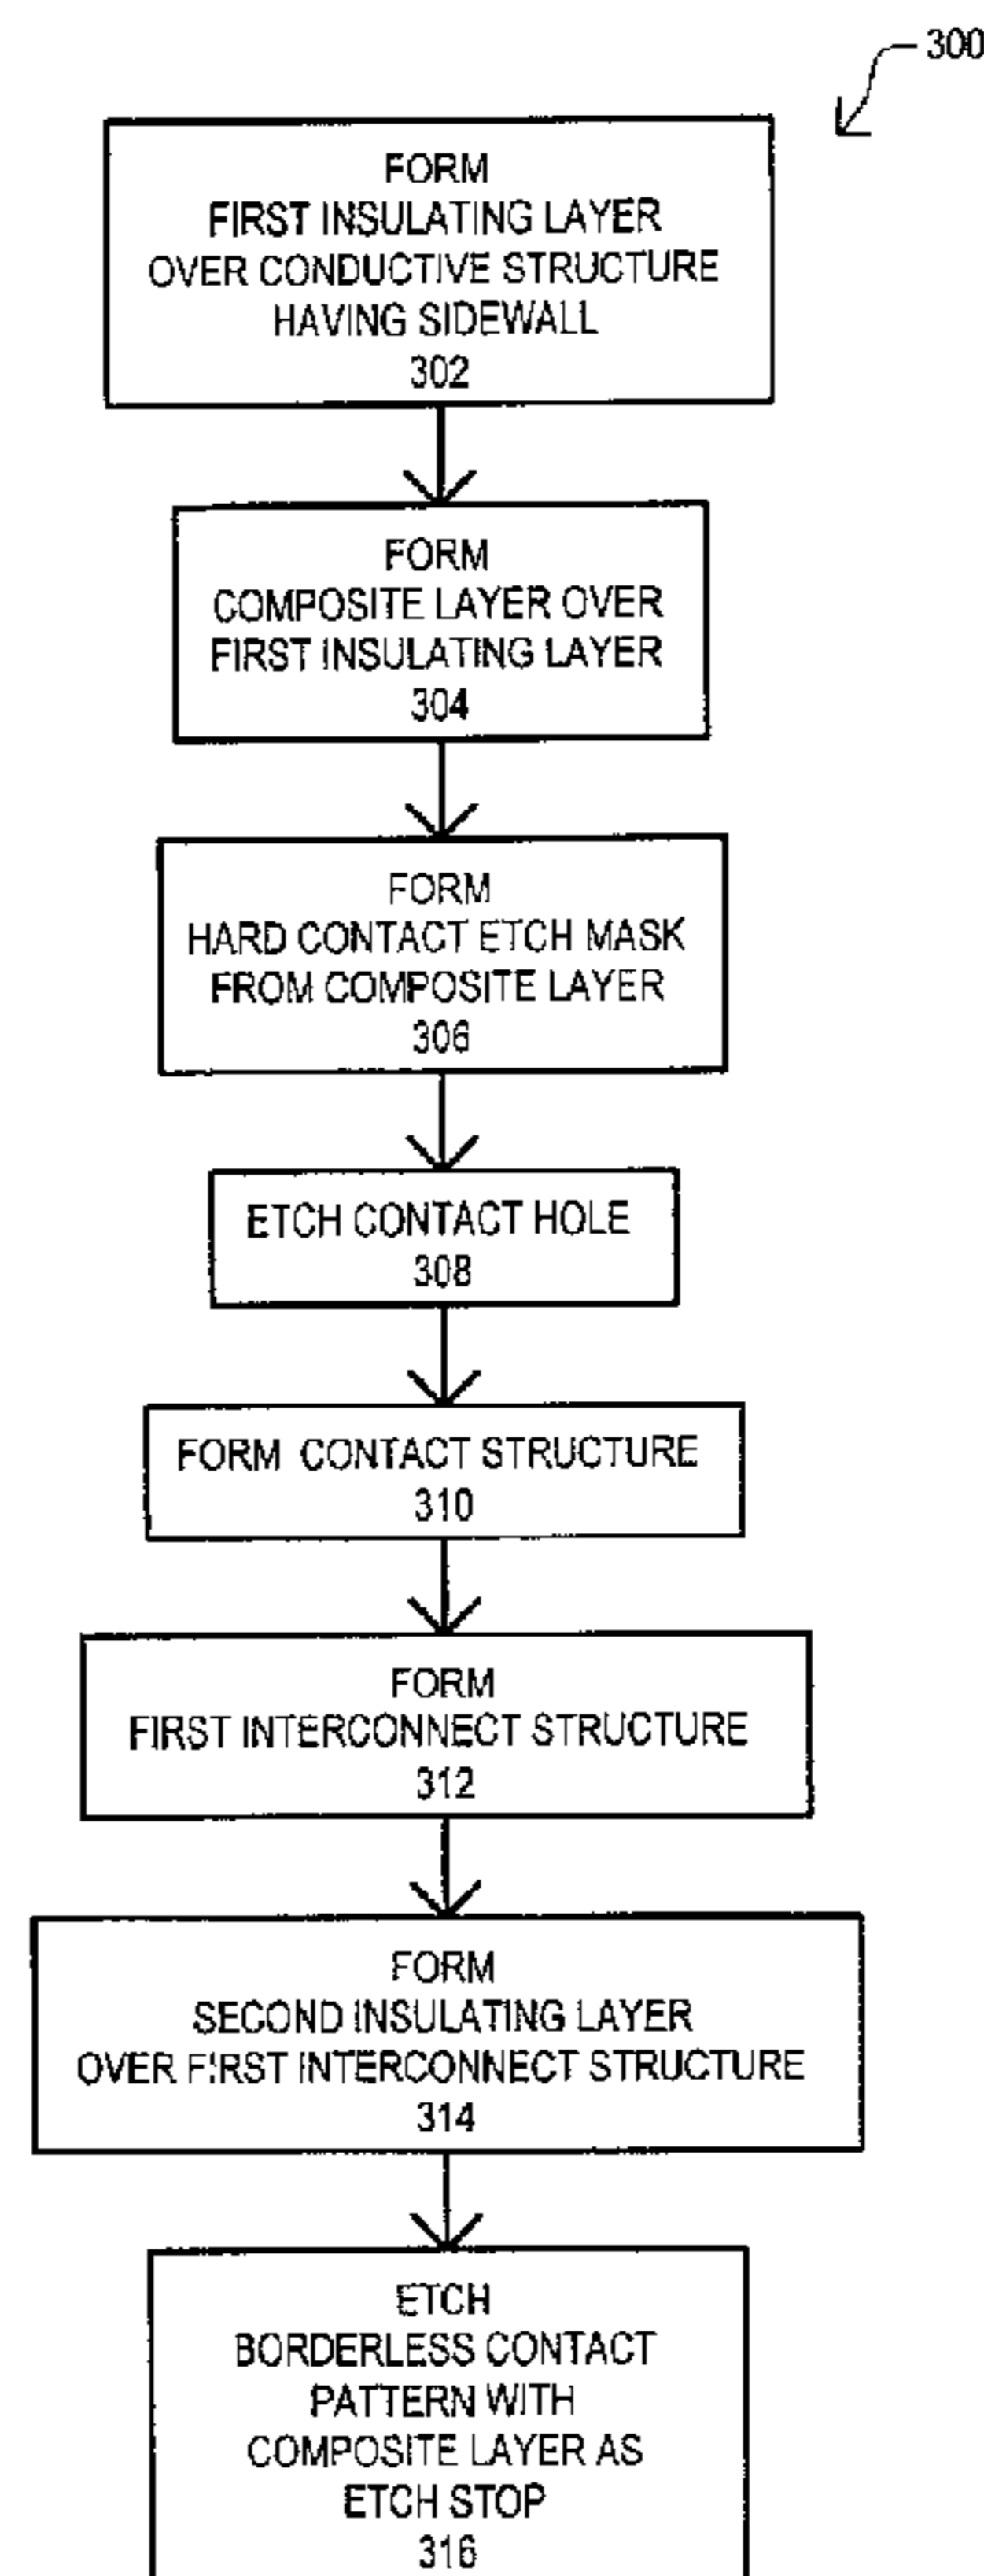 300
FORM
FIRST INSULATING LAYER
OVER CONDUCTIVE STRUCTURE
HAVING SIDEWALL
302
FORM
COMPOSITE LAYER OVER
FIRST INSULATING LAYER
304
FORM
HARD CONTACT ETCH MASK
FROM COMPOSITE LAYER
306
ETCH CONTACT HOLE
308
FORM CONTACT STRUCTURE
310
FORM
FIRST INTERCONNECT STRUCTURE
312
FORM
SECOND INSULATING LAYER
OVER FIRST INTERCONNECT STRUCTURE
314
ETCH
BORDERLESS CONTACT
PATTERN WITH
COMPOSITE LAYER AS
ETCH STOP
316